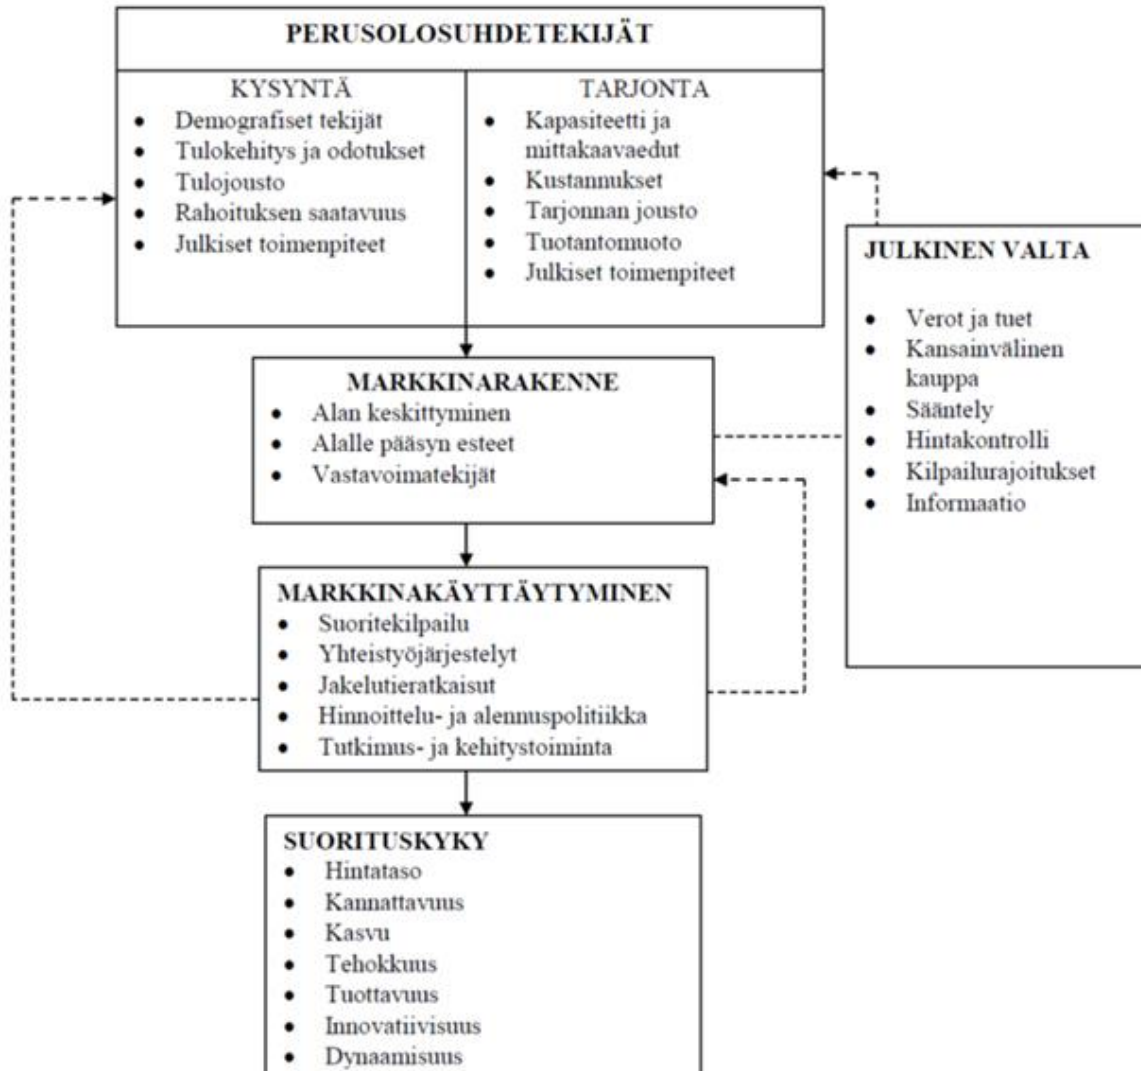 PERUSOLOSUHDETEKIJÄT
KYSYNTÄ
• Demografiset tekijät
• Tulokehitys ja odotukset
• Tulojousto
• Rahoituksen saatavuus
• Julkiset toimenpiteet
TARJONTA
• Kapasiteetti ja
mittakaavaedut
• Kustannukset
• Tarjonnan jousto
• Tuotantomuoto
• Julkiset toimenpiteet
JULKINEN VALTA
• Verot ja tuet
• Kansainvälinen
kauppa
• Sääntely
• Hintakontrolli
• Kilpailurajoitukset
• Informaatio
MARKKINARAKENNE
• Alan keskittyminen
• Alalle pääsyn esteet
• Vastavoimatekijät
MARKKINAKÄYTTÄYTYMINEN
• Suoritekilpailu
• Yhteistyöjärjestelyt
• Jakelutieratkaisut
• Hinnoittelu- ja alennuspolitiikka
• Tutkimus- ja kehitystoiminta
SUORITUSKYKY
• Hintataso
• Kannattavuus
• Kasvu
• Tehokkuus
• Tuottavuus
• Innovatiivisuus
• Dynaamisuus